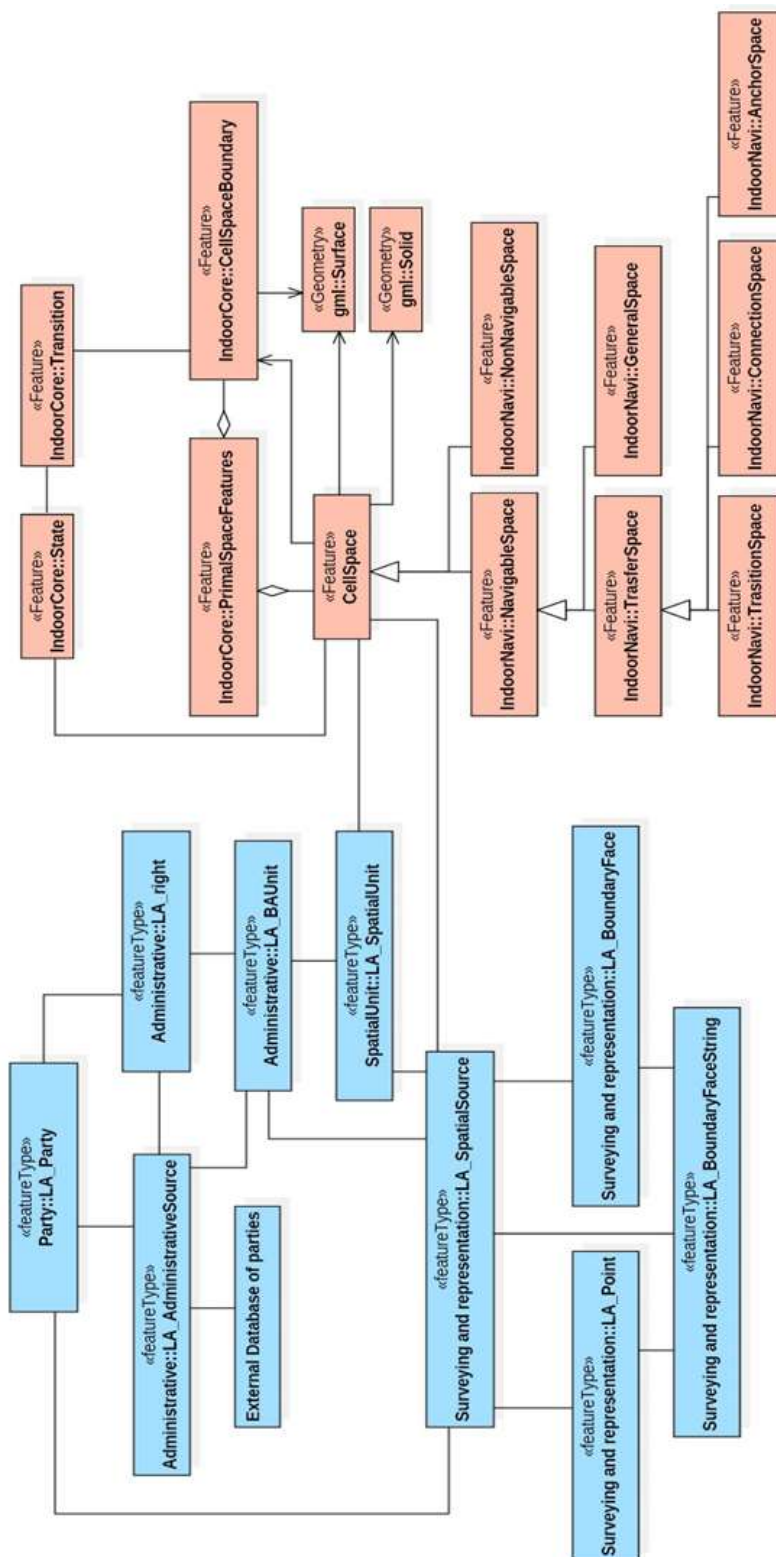 «featureType»
Party::LA_Party
«featureType»
Administrative::LA_right
«featureType»
Administrative::LA_AdministrativeSource
«featureType»
Administrative::LA_BAUnit
External Database of parties
«featureType»
SpatialUnit::LA_SpatialUnit
«featureType»
Surveying and representation::LA_SpatialSource
«featureType»
Surveying and representation::LA_Point
«featureType»
Surveying and representation::LA_BoundaryFace
«featureType»
Surveying and representation::LA_BoundaryFaceString
«Feature»
IndoorCore::State
«Feature»
IndoorCore::Transition
«Feature»
IndoorCore::PrimalSpaceFeatures
«Feature»
IndoorCore::CellSpaceBoundary
«Feature»
CellSpace
«Geometry»
gml::Surface
«Geometry»
gml::Solid
«Feature»
IndoorNavi::NavigableSpace
«Feature»
IndoorNavi::NonNavigableSpace
«Feature»
IndoorNavi::TrasferSpace
«Feature»
IndoorNavi::GeneralSpace
«Feature»
IndoorNavi::TrasitionSpace
«Feature»
IndoorNavi::ConnectionSpace
«Feature»
IndoorNavi::AnchorSpace